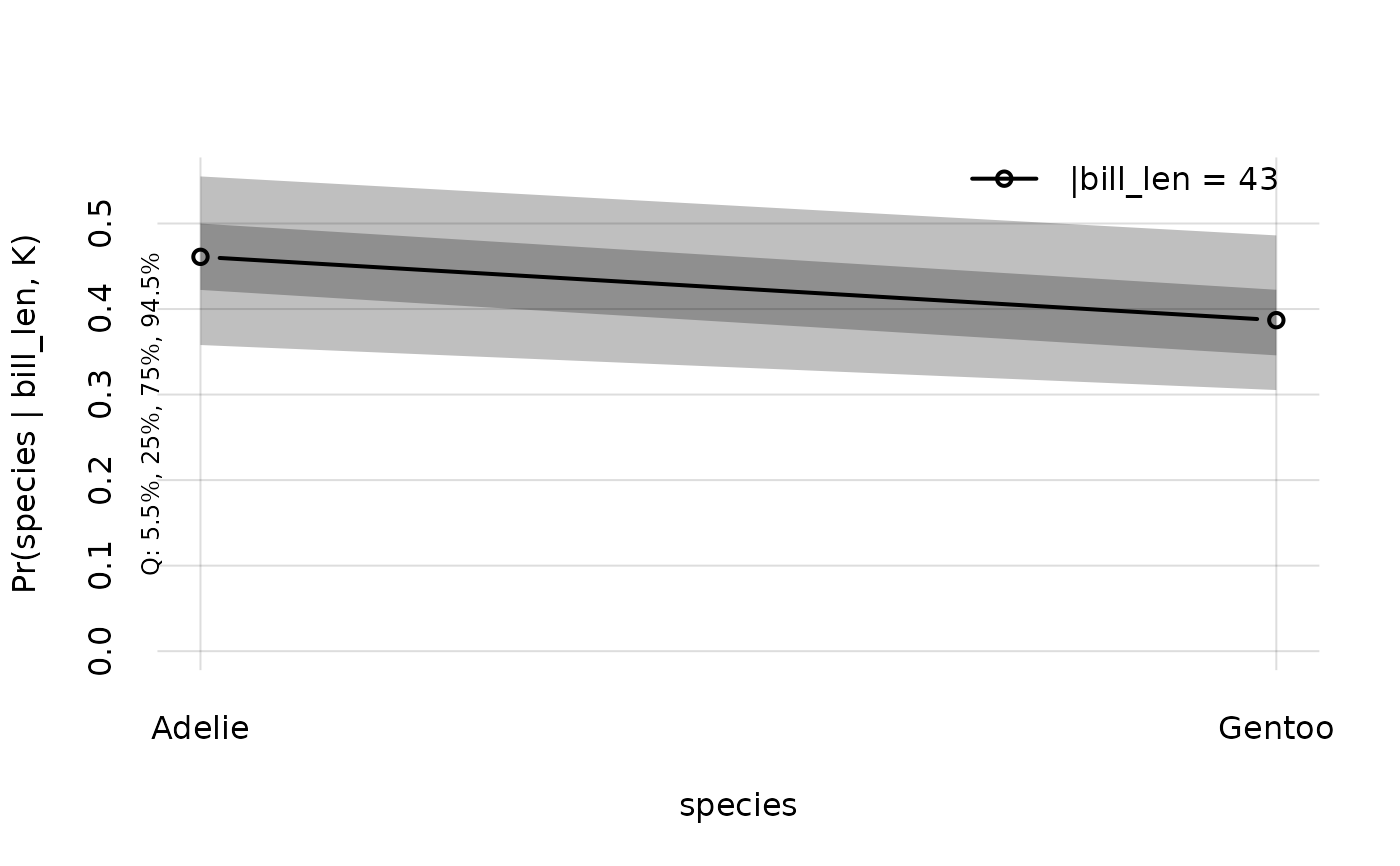 |bill_len = 43
Pr(species | bill_len, K)
Q: 5.5%, 25%, 75%, 94.5%
0.5
0.4
0.3
0.2
0.1
0.0
Adelie
Gentoo
species